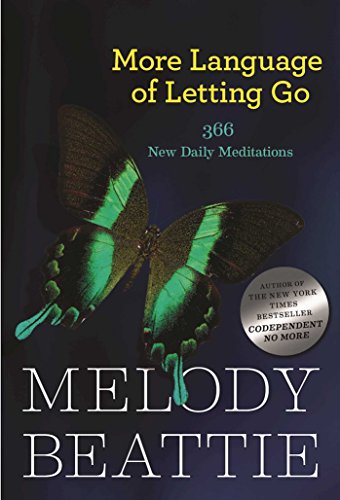 More Language
of Letting Go
366
New Daily Meditations
AUTHOR OF
THE NEW YORK
TIMES
BESTSELLER
CODEPENDENT
NO MORE
MELODY
BEATTIE